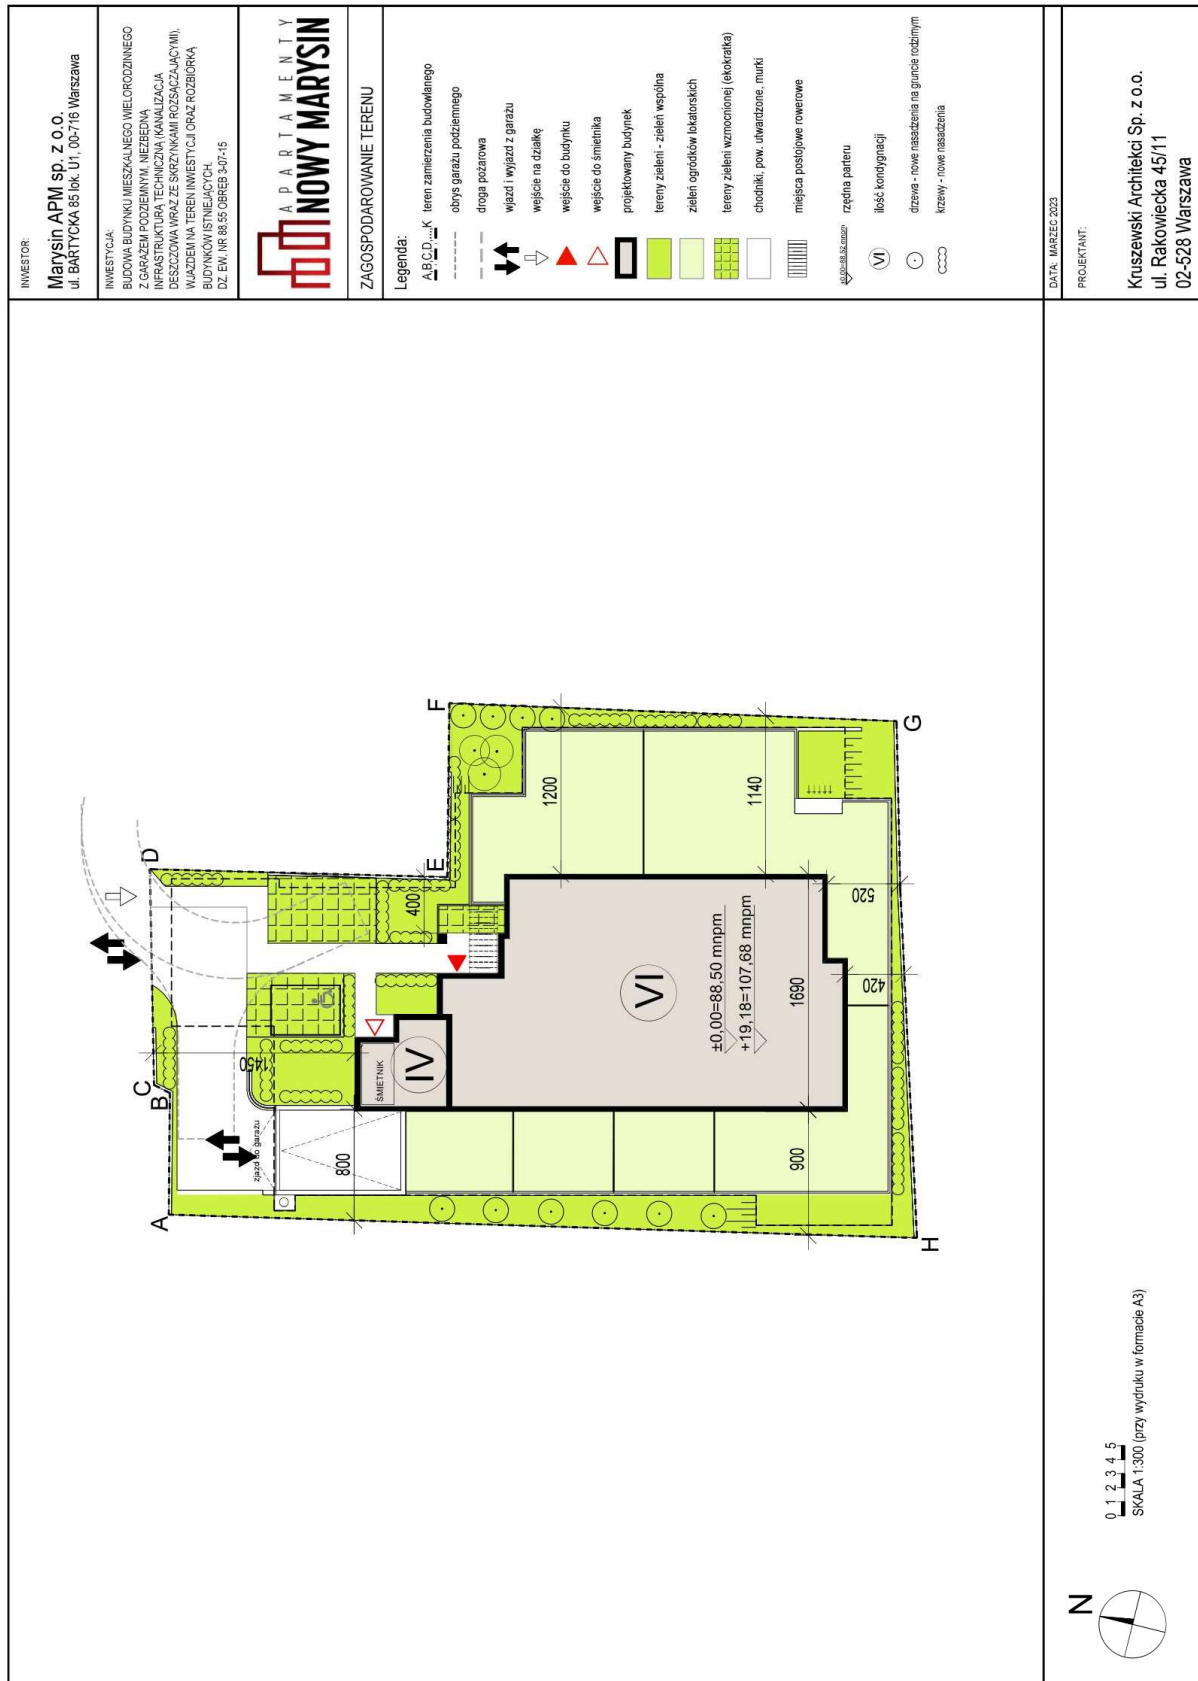 INWESTOR:
Marysin APM sp. z o.o.
ul. BARTYCKA 85 lok. U1, 00-716 Warszawa
INWESTYCJA:
BUDOWA BUDYNKU MIESZKALNEGO WIELORODZINNEGO
Z GARAŻEM PODZIEMNYM, NIEZBĘDNĄ
INFRASTRUKTURĄ TECHNICZNĄ (KANALIZACJA
DESZCZOWA WRAZ ZE SKRZYNKAMI ROZSĄCZAJĄCYMI),
WJAZDEM NA TEREN INWESTYCJI ORAZ ROZBIÓRKĄ
BUDYNKÓW ISTNIEJĄCYCH.
DZ. EW. NR 88,55 OBRĘB 3-07-15
APARTAMENTY
NOWY MARYSIN
ZAGOSPODAROWANIE TERENU
Legenda:
A,B,C,D,...,K teren zamierzenia budowlanego
obrys garażu podziemnego
droga pożarowa
wjazd i wyjazd z garażu
wejście na działkę
wejście do budynku
wejście do śmietnika
projektowany budynek
tereny zieleni - zieleń wspólna
zieleń ogródków lokatorskich
tereny zieleni wzmocnionej (ekokratka)
chodniki, pow. utwardzone, murki
miejsca postojowe rowerowe
rzędna parteru
VI ilość kondygnacji
drzewa - nowe nasadzenia na gruncie rodzimym
krzewy - nowe nasadzenia
DATA: MARZEC 2023
PROJEKTANT:
Kruszewski Architekci Sp. z o.o.
ul. Rakowiecka 45/11
02-528 Warszawa
A
B
C
D
E
F
G
H
zjazd do garażu
1450
800
400
ŚMIETNIK
IV
VI
±0,00=88,50 mnpm
+19,18=107,68 mnpm
1200
1140
1690
900
520
420
N
0 1 2 3 4 5
SKALA 1:300 (przy wydruku w formacie A3)